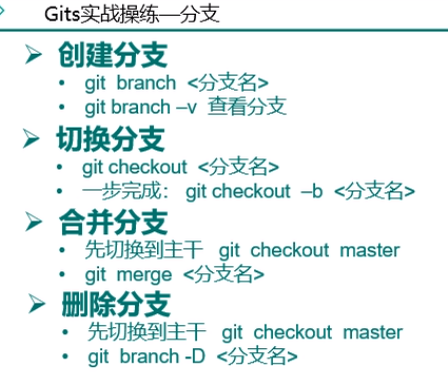 Gits实战操练—分支
创建分支
git branch <分支名>
git branch –v 查看分支
切换分支
git checkout <分支名>
一步完成： git checkout –b <分支名>
合并分支
先切换到主干 git checkout master
git merge <分支名>
删除分支
先切换到主干 git checkout master
git branch -D <分支名>